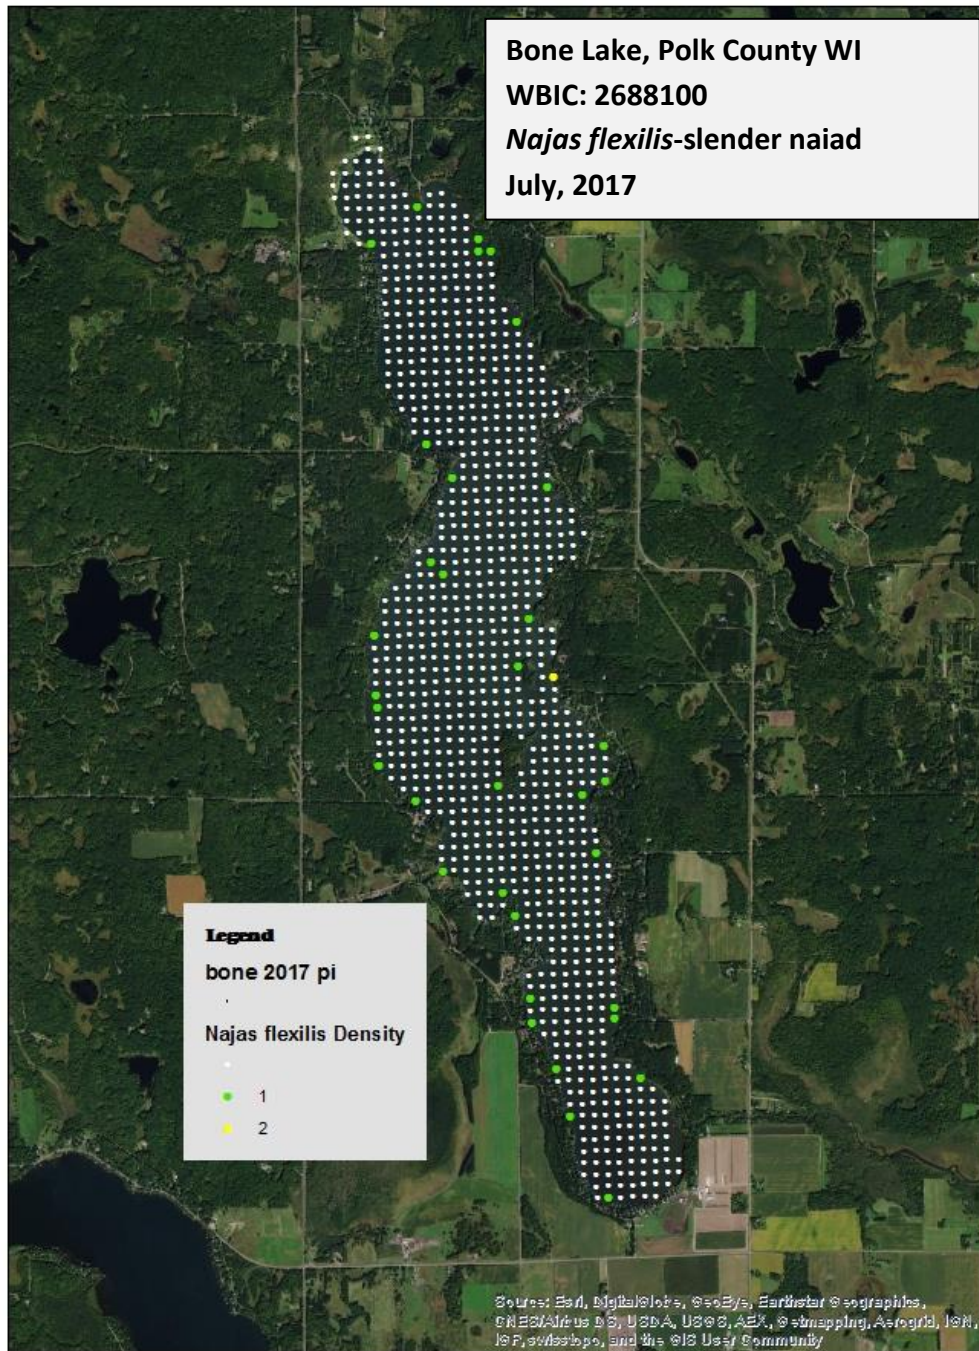 Bone Lake, Polk County WI
WBIC: 2688100
Najas flexilis-slender naiad
July, 2017
Legend
bone 2017 pi
Najas flexilis Density
1
2
Source: Esri, DigitalGlobe, GeoEye, Earthstar Geographics,
CNES/Airbus DS, USDA, USGS, AEX, Getmapping, Aerogrid, IGN,
IGP, swisstopo, and the GIS User Community